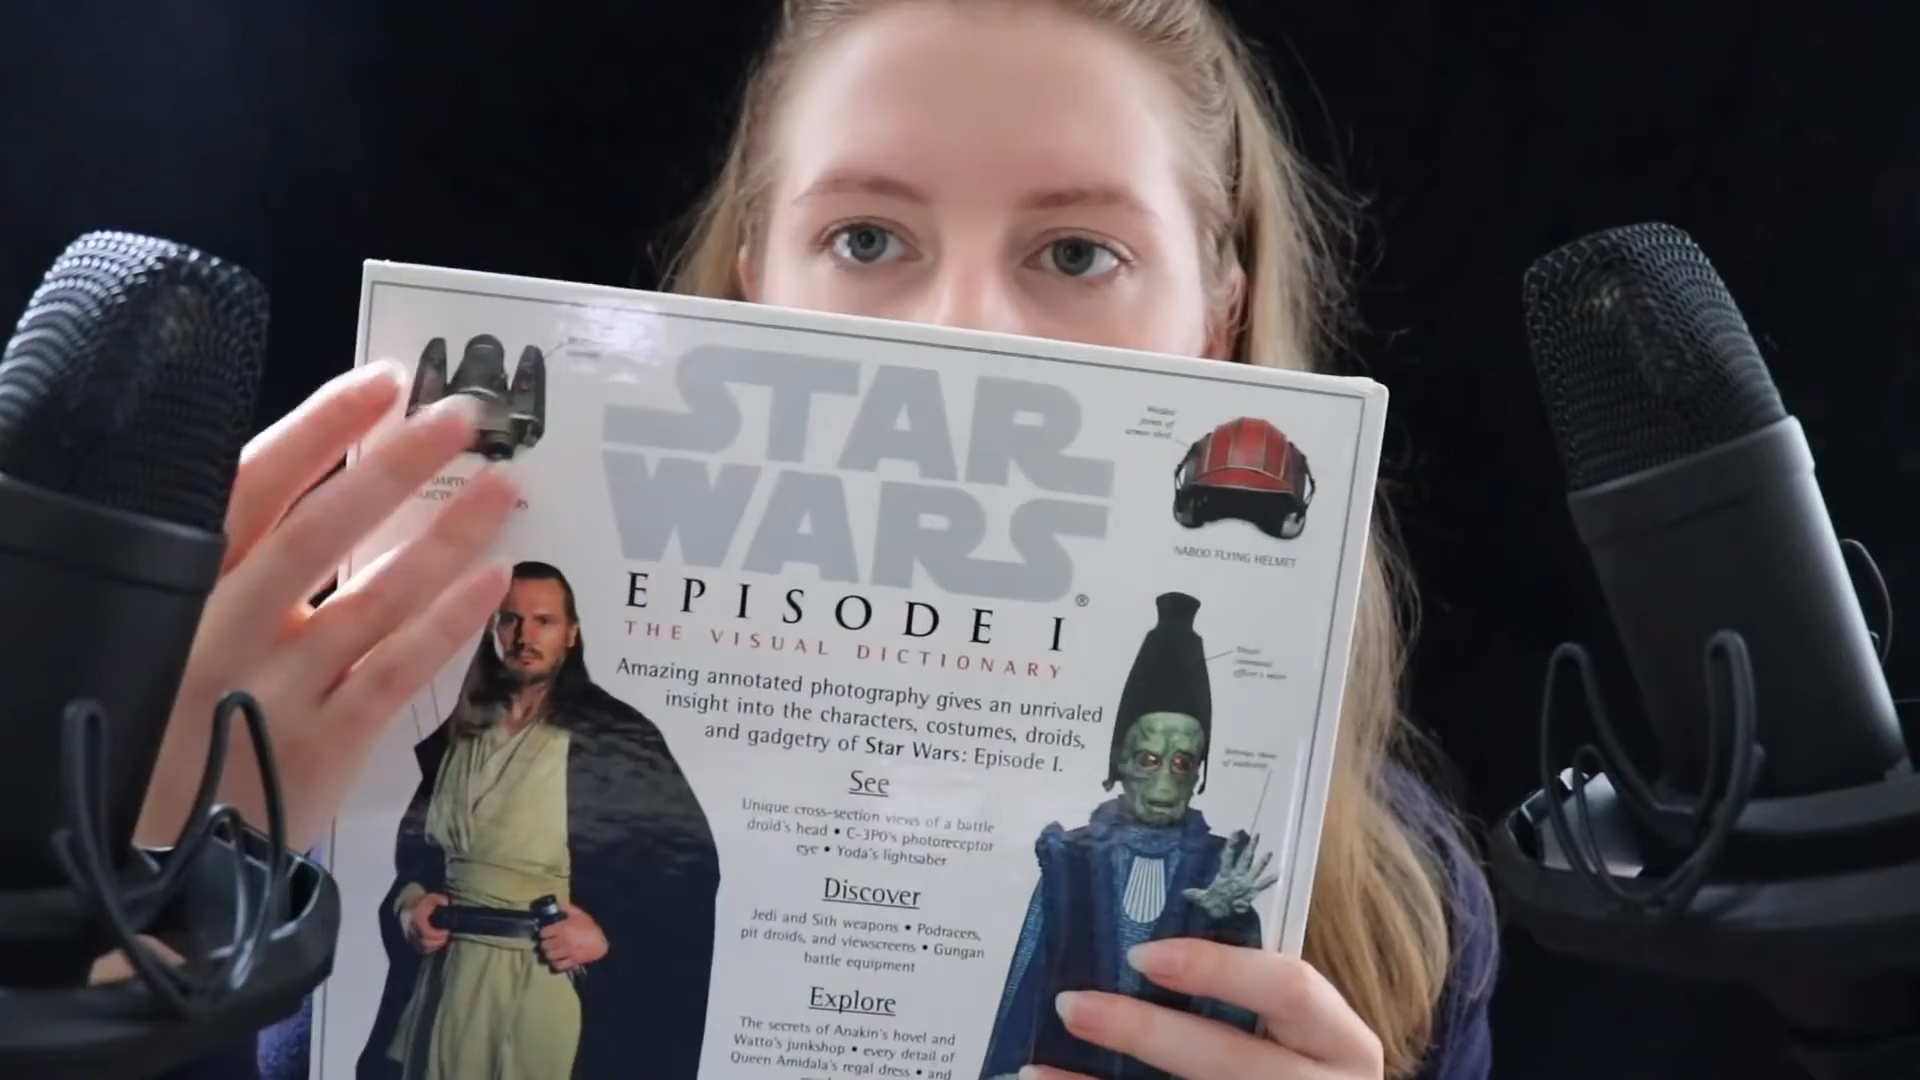 STAR
WARS®
EPISODE I
THE VISUAL DICTIONARY
Amazing annotated photography gives an unrivaled
insight into the characters, costumes, droids,
and gadgetry of Star Wars: Episode I.
See
Unique cross-section views of a battle
droid's head • C-3PO's photoreceptor
eye • Yoda's lightsaber
Discover
Jedi and Sith weapons • Podracers,
pit droids, and viewscreens • Gungan
battle equipment
Explore
The secrets of Anakin's hovel and
Watto's junkshop • every detail of
Queen Amidala's regal dress • and
NABOO FLYING HELMET